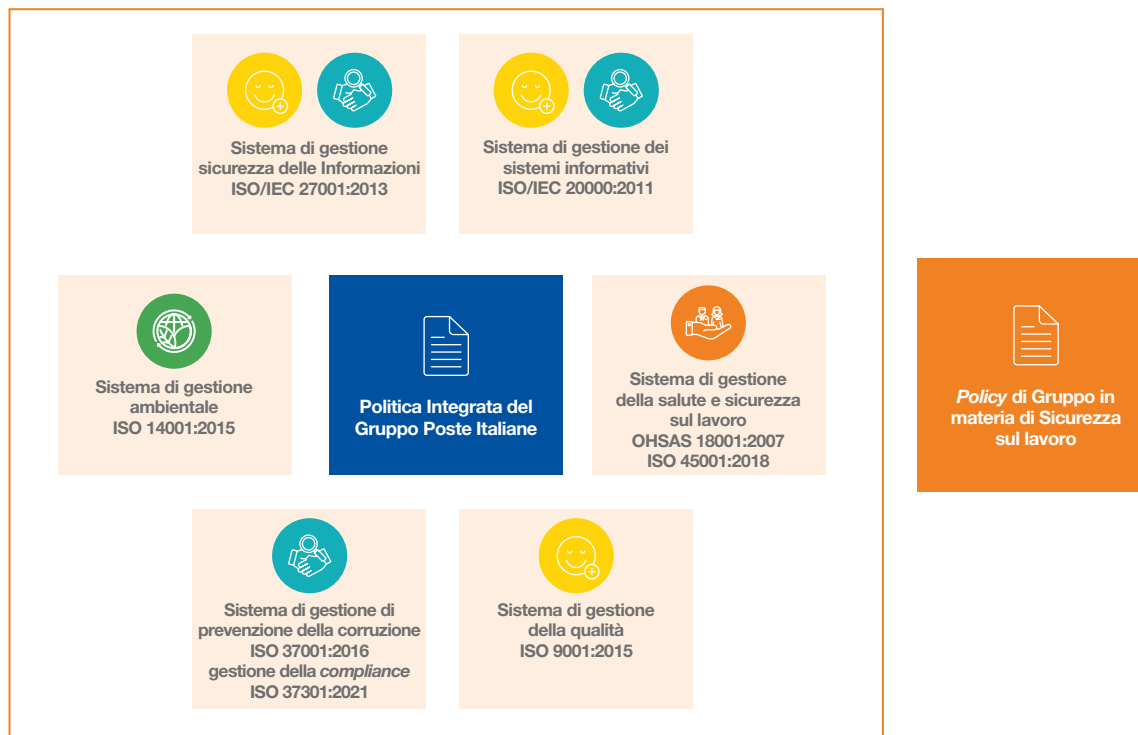 Sistema di gestione
sicurezza delle Informazioni
ISO/IEC 27001:2013
Sistema di gestione dei
sistemi informativi
ISO/IEC 20000:2011
Sistema di gestione
ambientale
ISO 14001:2015
Politica Integrata del
Gruppo Poste Italiane
Sistema di gestione
della salute e sicurezza
sul lavoro
OHSAS 18001:2007
ISO 45001:2018
Policy di Gruppo in
materia di Sicurezza
sul lavoro
Sistema di gestione di
prevenzione della corruzione
ISO 37001:2016
gestione della compliance
ISO 37301:2021
Sistema di gestione
della qualità
ISO 9001:2015